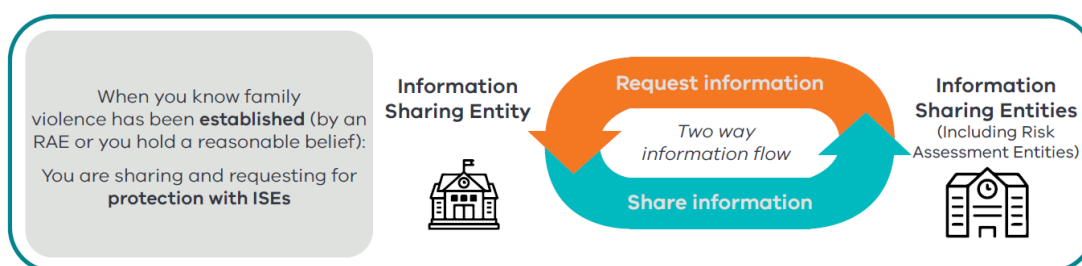 When you know family
violence has been established (by an
RAE or you hold a reasonable belief):
You are sharing and requesting for
protection with ISEs
Information
Sharing Entity
Request information
Two way
information flow
Share information
Information
Sharing Entities
(Including Risk
Assessment Entities)